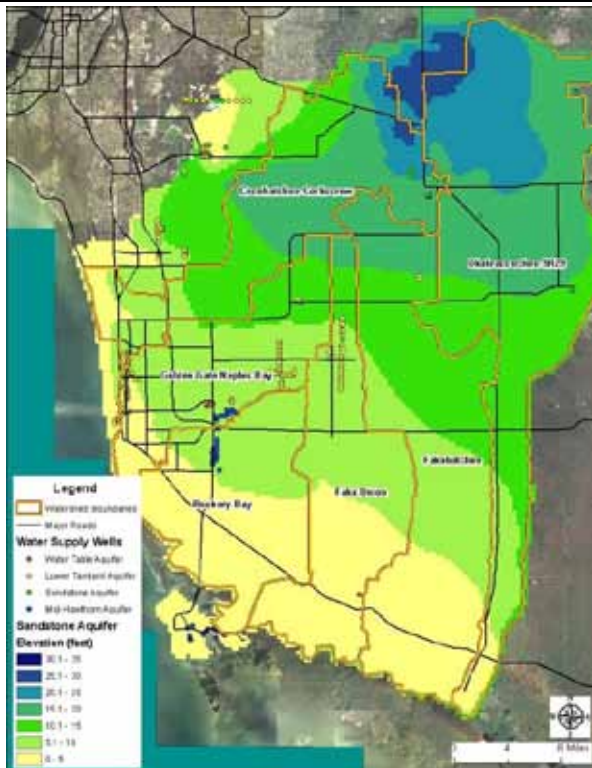 Cocohatchee-Corkscrew
Okaloacoochee SR29
Golden Gate Naples Bay
Fakahatchee
Faka Union
Rookery Bay
Legend
Watershed Boundaries
Major Roads
Water Supply Wells
Water Table Aquifer
Lower Tamiami Aquifer
Sandstone Aquifer
Mid-Hawthorn Aquifer
Sandstone Aquifer
Elevation (feet)
30.1 - 35
25.1 - 30
20.1 - 25
15.1 - 20
10.1 - 15
5.1 - 10
0 - 5
4
8 Miles